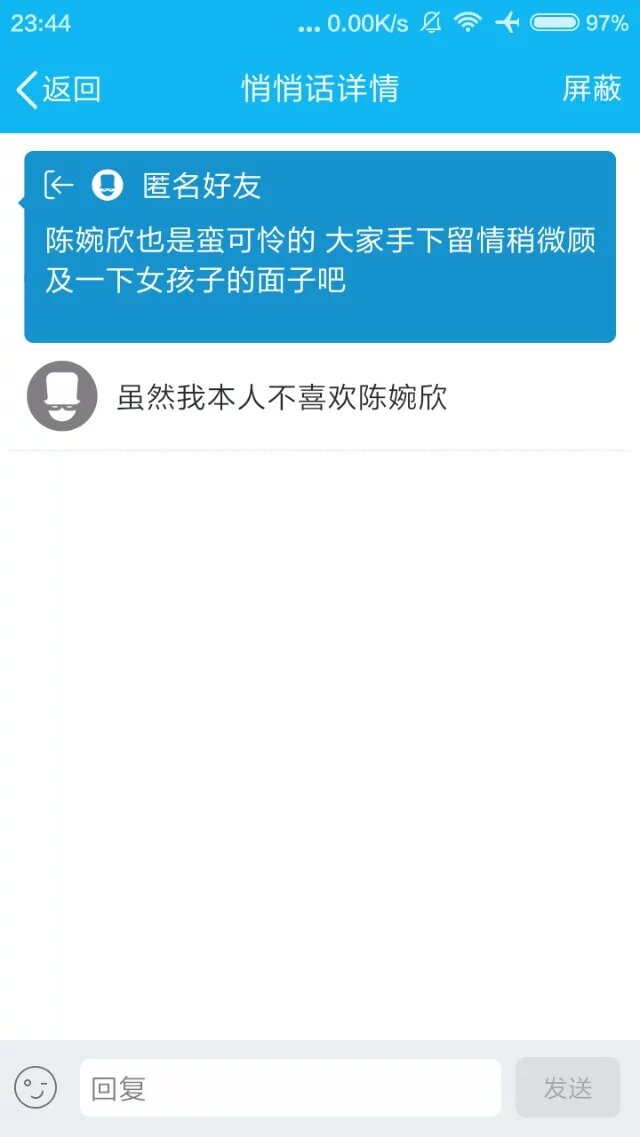 23:44 ... 0.00K/s 97%
返回 悄悄话详情 屏蔽
匿名好友
陈婉欣也是蛮可怜的 大家手下留情稍微顾
及一下女孩子的面子吧
虽然我本人不喜欢陈婉欣
回复 发送